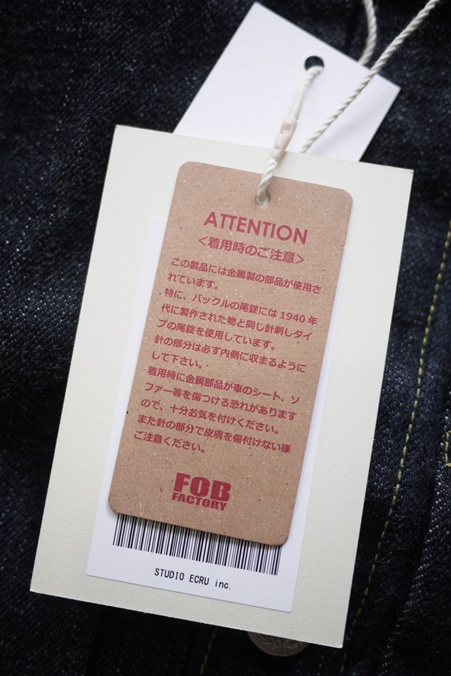 ATTENTION
<着用時のご注意>
この製品には金属製の部品が使用さ
れています。
特に、バックルの尾錠には 1940 年
代に製作された物と同じ針刺しタイ
プの尾錠を使用しています。
針の部分は必ず内側に収まるように
して下さい。
着用時に金属部品が車のシート、ソ
ファー等を傷つける恐れがあります
ので、十分お気を付けください。
また針の部分で皮膚を傷付けない様
ご注意ください。
FOB
FACTORY
STUDIO ECRU inc.